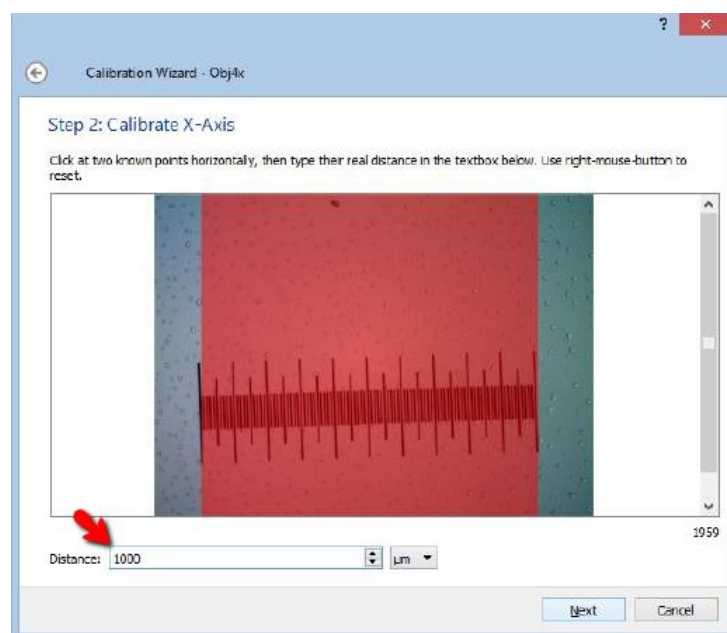 ?
Calibration Wizard - Obj4x
Step 2: Calibrate X-Axis
Click at two known points horizontally, then type their real distance in the textbox below. Use right-mouse-button to
reset.
1959
Distance: 1000 µm
Next Cancel